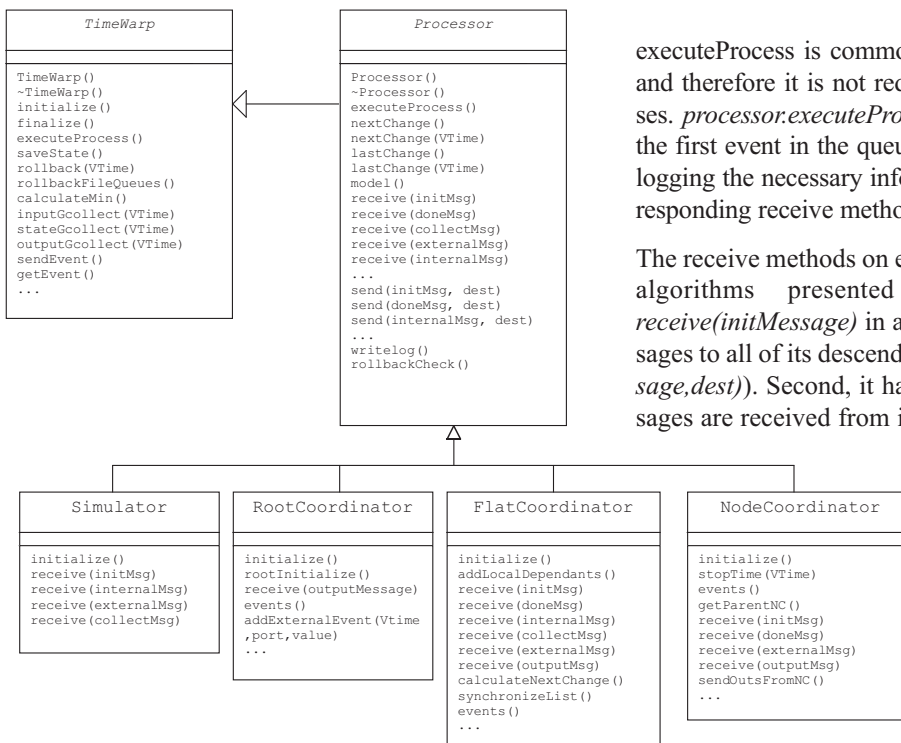 TimeWarp
TimeWarp()
~TimeWarp()
initialize()
finalize()
executeProcess()
saveState()
rollback(VTime)
rollbackFileQueues()
calculateMin()
inputGcollect(VTime)
stateGcollect(VTime)
outputGcollect(VTime)
sendEvent()
getEvent()
...
Processor
Processor()
~Processor()
executeProcess()
nextChange()
nextChange(VTime)
lastChange()
lastChange(VTime)
model()
receive(initMsg)
receive(doneMsg)
receive(collectMsg)
receive(externalMsg)
receive(internalMsg)
...
send(initMsg, dest)
send(doneMsg, dest)
send(internalMsg, dest)
...
writelog()
rollbackCheck()
executeProcess is commo
and therefore it is not red
ses. processor.executePro
the first event in the queu
logging the necessary info
responding receive metho
The receive methods on e
algorithms presented
receive(initMessage) in a
sages to all of its descend
sage,dest)). Second, it ha
sages are received from i
Simulator
initialize()
receive(initMsg)
receive(internalMsg)
receive(externalMsg)
receive(collectMsg)
RootCoordinator
initialize()
rootInitialize()
receive(outputMessage)
events()
addExternalEvent(Vtime
,port,value)
...
FlatCoordinator
initialize()
addLocalDependants()
receive(initMsg)
receive(doneMsg)
receive(internalMsg)
receive(collectMsg)
receive(externalMsg)
receive(outputMsg)
calculateNextChange()
synchronizeList()
events()
...
NodeCoordinator
initialize()
stopTime(VTime)
events()
getParentNC()
receive(initMsg)
receive(doneMsg)
receive(externalMsg)
receive(outputMsg)
sendOutsFromNC()
...